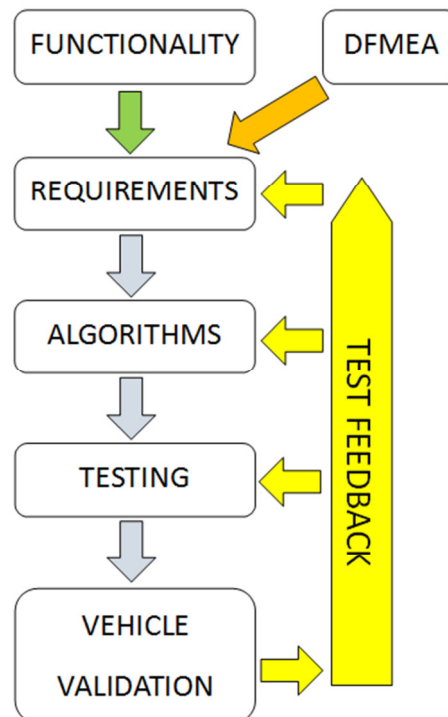 FUNCTIONALITY
DFMEA
REQUIREMENTS
ALGORITHMS
TESTING
VEHICLE
VALIDATION
TEST FEEDBACK